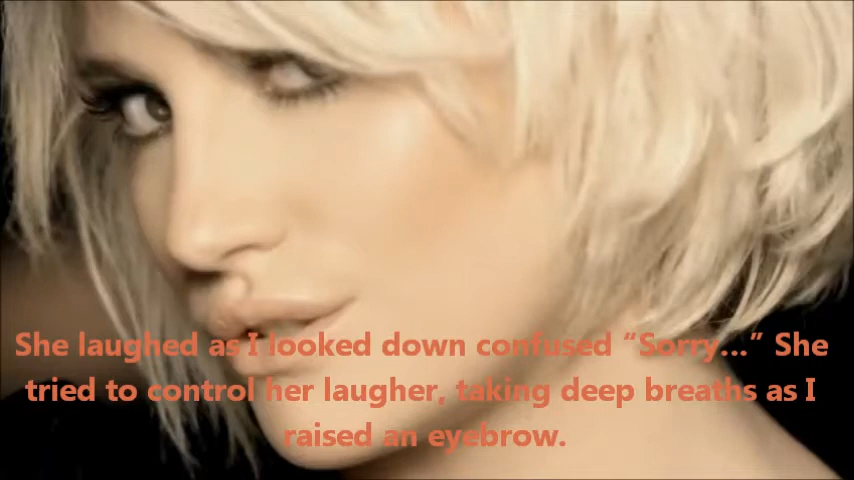 She laughed as I looked down confused “Sorry...” She
tried to control her laugher, taking deep breaths as I
raised an eyebrow.